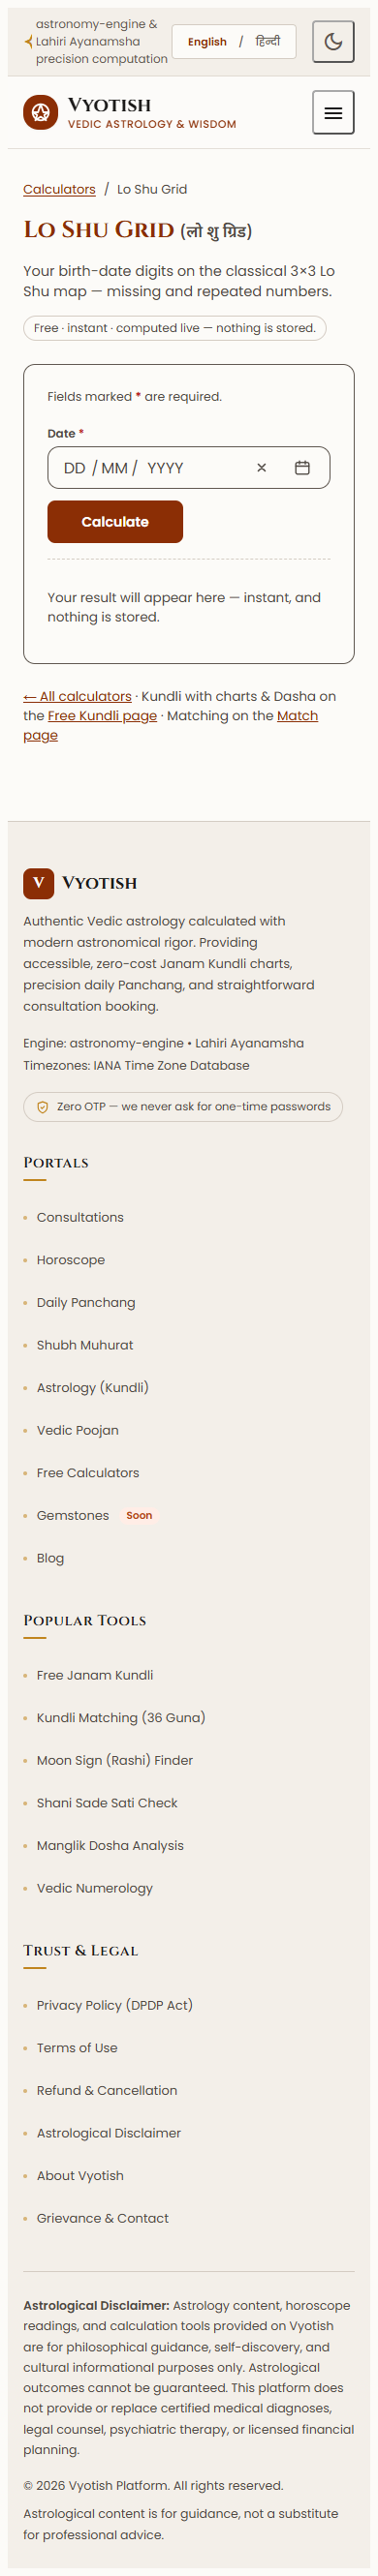 astronomy-engine &
Lahiri Ayanamsha
precision computation
English / हिन्दी
Vyotish
VEDIC ASTROLOGY & WISDOM
Calculators / Lo Shu Grid
Lo Shu Grid (लो शु ग्रिड)
Your birth-date digits on the classical 3×3 Lo
Shu map — missing and repeated numbers.
Free · instant · computed live — nothing is stored.
Fields marked * are required.
Date *
DD / MM / YYYY
Calculate
Your result will appear here — instant, and
nothing is stored.
← All calculators · Kundli with charts & Dasha on
the Free Kundli page · Matching on the Match
page
V Vyotish
Authentic Vedic astrology calculated with
modern astronomical rigor. Providing
accessible, zero-cost Janam Kundli charts,
precision daily Panchang, and straightforward
consultation booking.
Engine: astronomy-engine • Lahiri Ayanamsha
Timezones: IANA Time Zone Database
Zero OTP — we never ask for one-time passwords
Portals
Consultations
Horoscope
Daily Panchang
Shubh Muhurat
Astrology (Kundli)
Vedic Poojan
Free Calculators
Gemstones Soon
Blog
Popular Tools
Free Janam Kundli
Kundli Matching (36 Guna)
Moon Sign (Rashi) Finder
Shani Sade Sati Check
Manglik Dosha Analysis
Vedic Numerology
Trust & Legal
Privacy Policy (DPDP Act)
Terms of Use
Refund & Cancellation
Astrological Disclaimer
About Vyotish
Grievance & Contact
Astrological Disclaimer: Astrology content, horoscope
readings, and calculation tools provided on Vyotish
are for philosophical guidance, self-discovery, and
cultural informational purposes only. Astrological
outcomes cannot be guaranteed. This platform does
not provide or replace certified medical diagnoses,
legal counsel, psychiatric therapy, or licensed financial
planning.
© 2026 Vyotish Platform. All rights reserved.
Astrological content is for guidance, not a substitute
for professional advice.